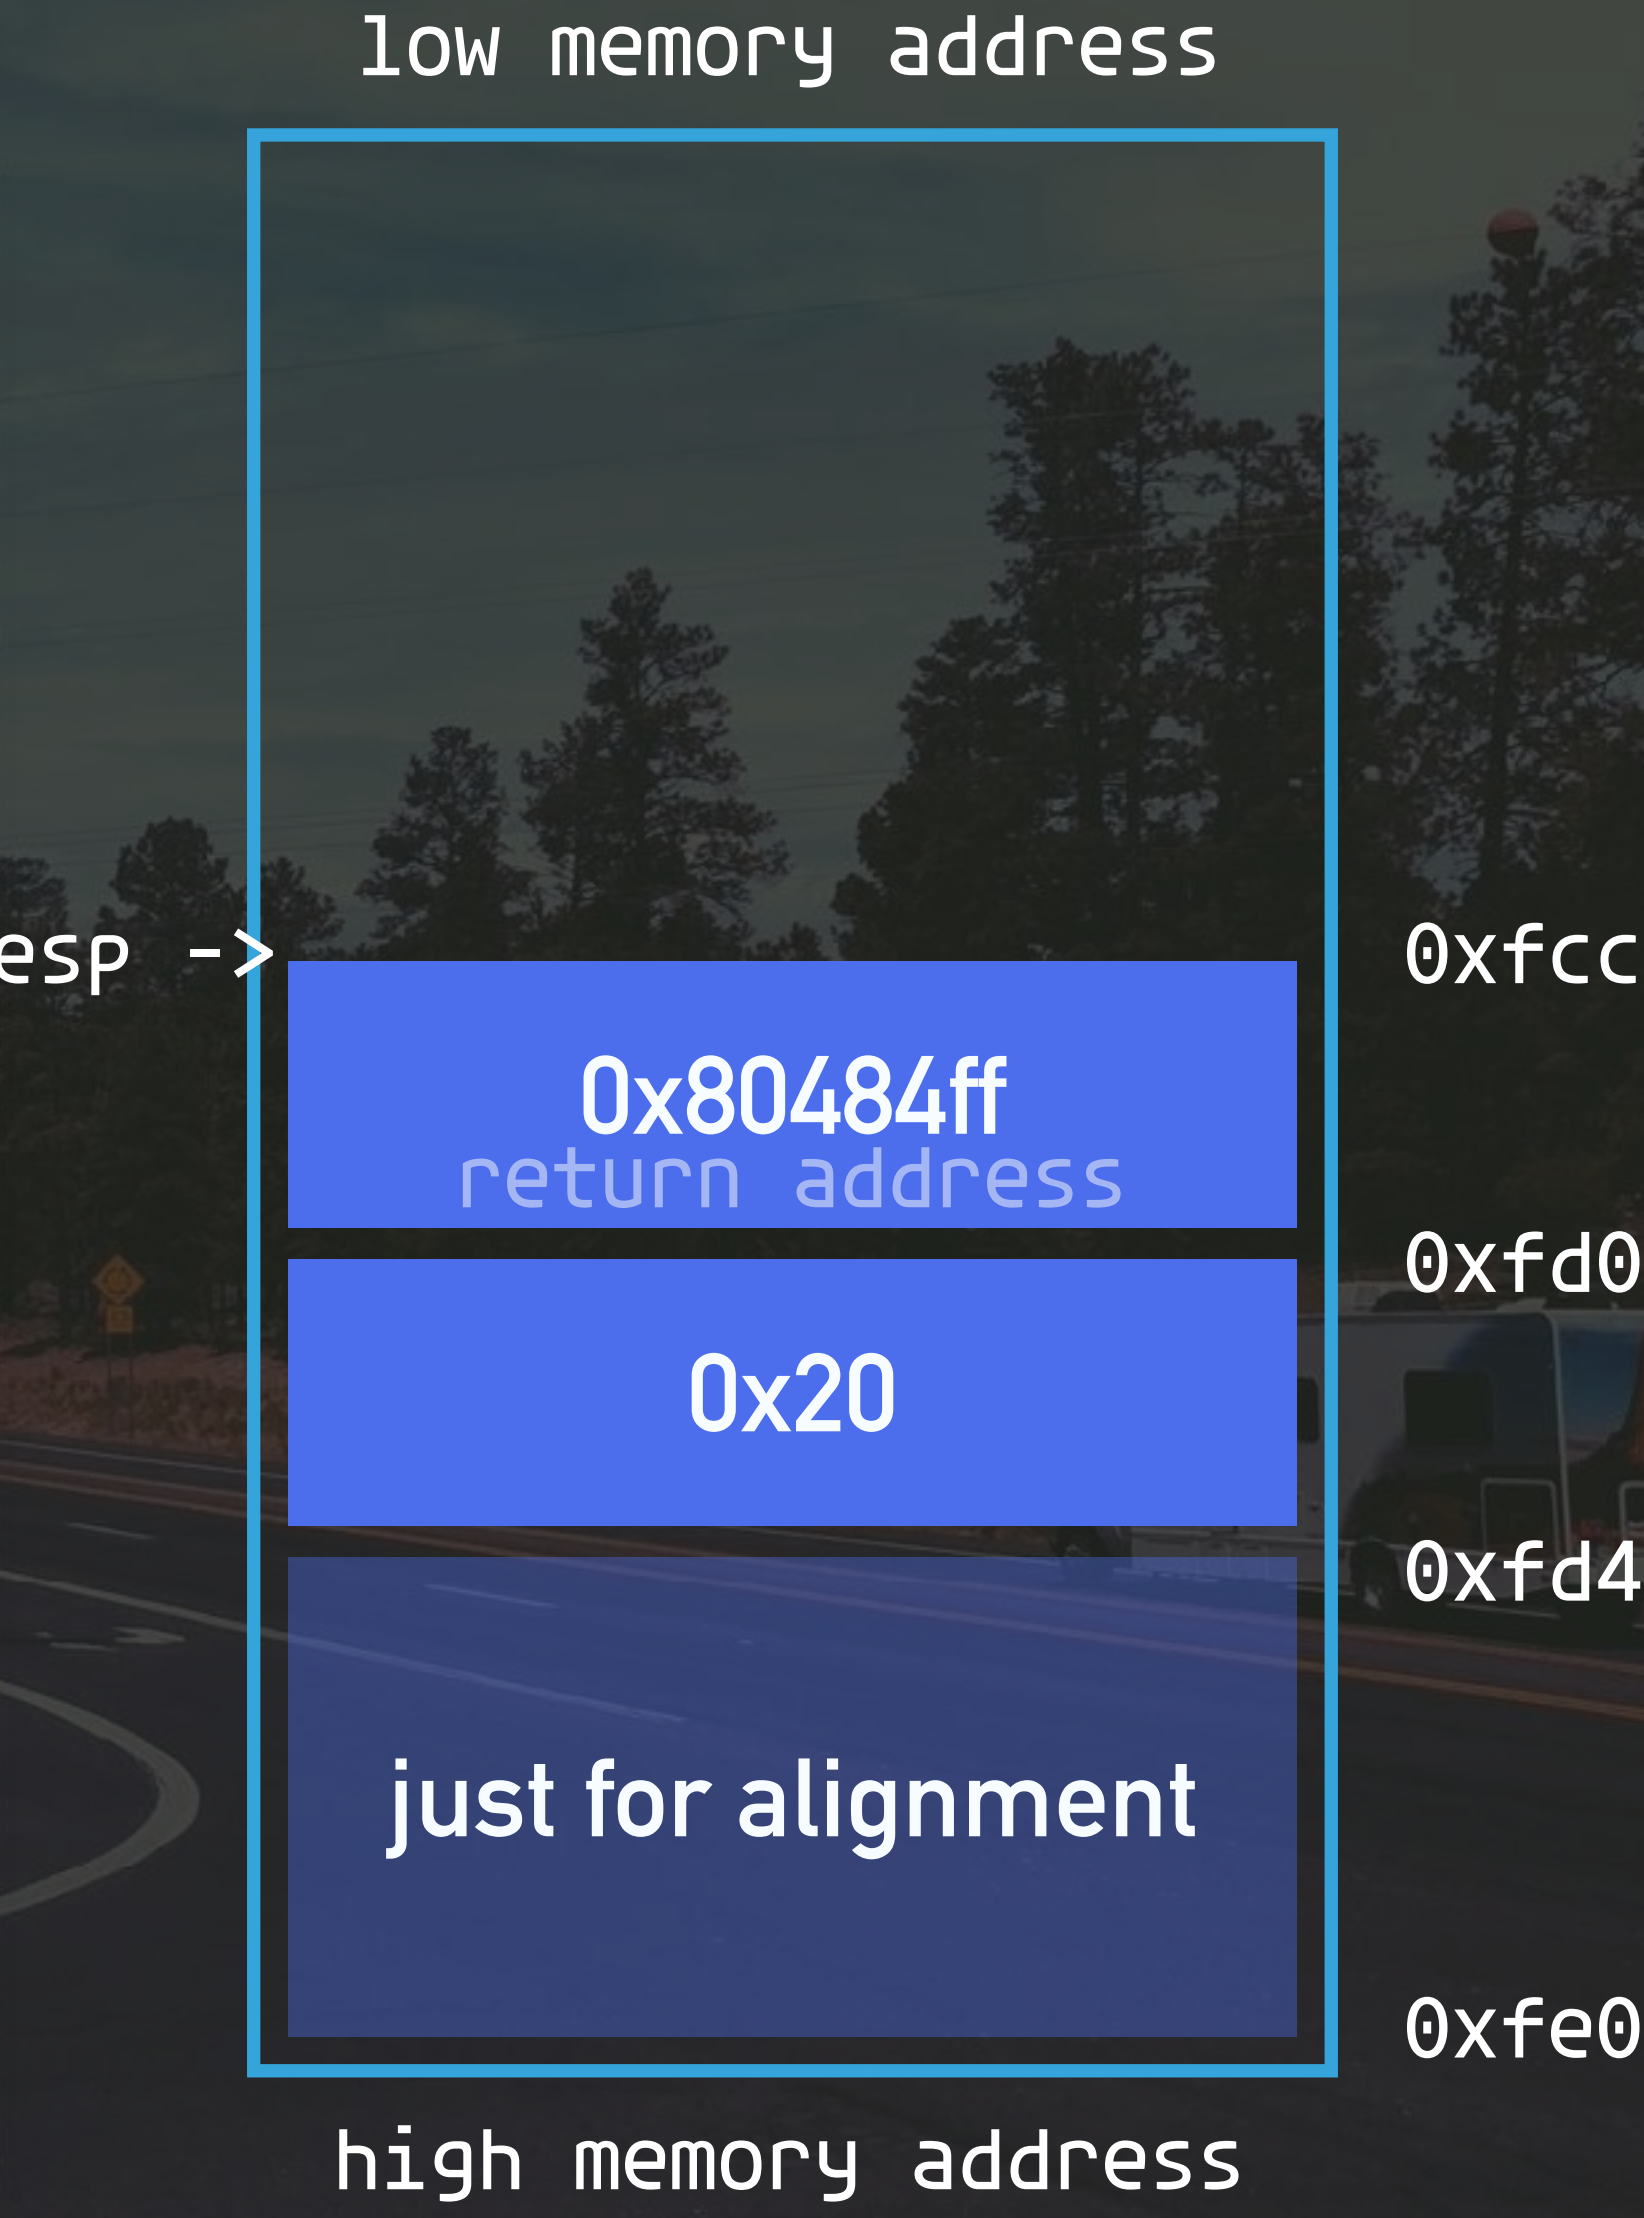 low memory address
esp -> 0xfcc
0x80484ff
return address
0xfd0
0x20
0xfd4
just for alignment
0xfe0
high memory address